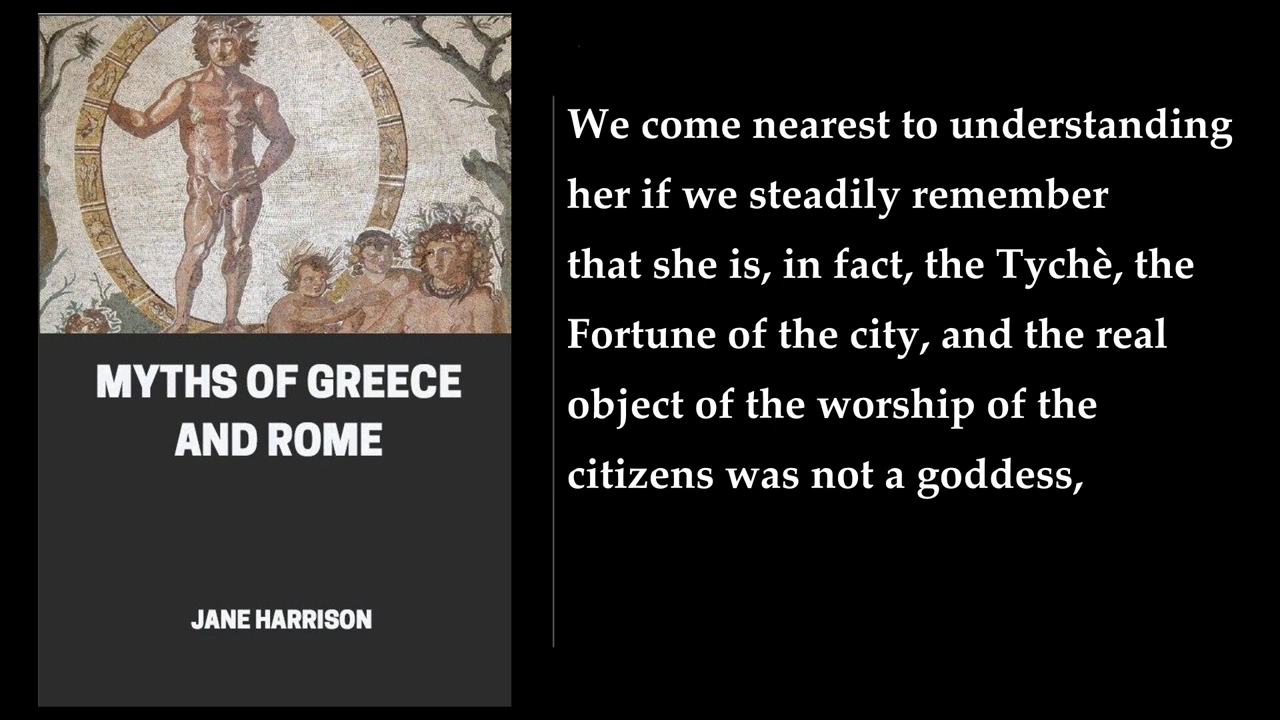 MYTHS OF GREECE
AND ROME
JANE HARRISON
We come nearest to understanding
her if we steadily remember
that she is, in fact, the Tychè, the
Fortune of the city, and the real
object of the worship of the
citizens was not a goddess,